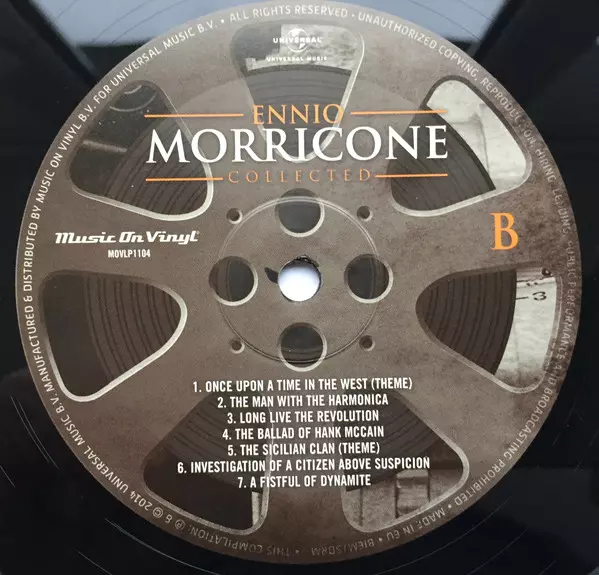 UNIVERSAL
UNIVERSAL MUSIC
ENNIO
MORRICONE
COLLECTED
Music On Vinyl
MOVLP1104
B
1. ONCE UPON A TIME IN THE WEST (THEME)
2. THE MAN WITH THE HARMONICA
3. LONG LIVE THE REVOLUTION
4. THE BALLAD OF HANK MCCAIN
5. THE SICILIAN CLAN (THEME)
6. INVESTIGATION OF A CITIZEN ABOVE SUSPICION
7. A FISTFUL OF DYNAMITE
3
• THIS COMPILATION: ℗ & © 2014 UNIVERSAL MUSIC B.V. MANUFACTURED & DISTRIBUTED BY MUSIC ON VINYL B.V. FOR UNIVERSAL MUSIC B.V. • ALL RIGHTS RESERVED • UNAUTHORIZED COPYING, REPRODUCTION, LENDING, PUBLIC PERFORMANCE AND BROADCASTING PROHIBITED. • MADE IN EU • BIEM/SDRM